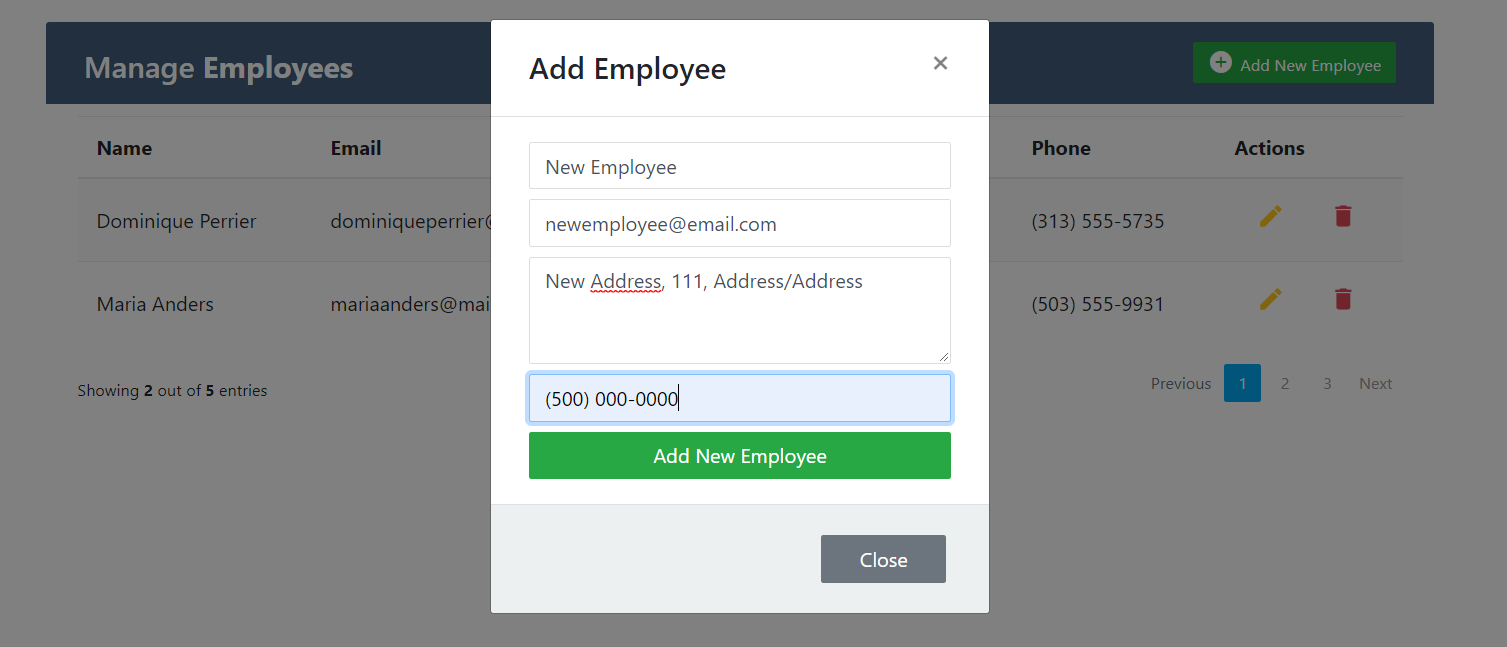 Manage Employees
Add Employee
×
Add New Employee
Name Email Phone Actions
New Employee
newemployee@email.com
Dominique Perrier dominiqueperrier@ (313) 555-5735
New Address, 111, Address/Address
Maria Anders mariaanders@mai (503) 555-9931
(500) 000-0000
Add New Employee
Showing 2 out of 5 entries
Previous 1 2 3 Next
Close